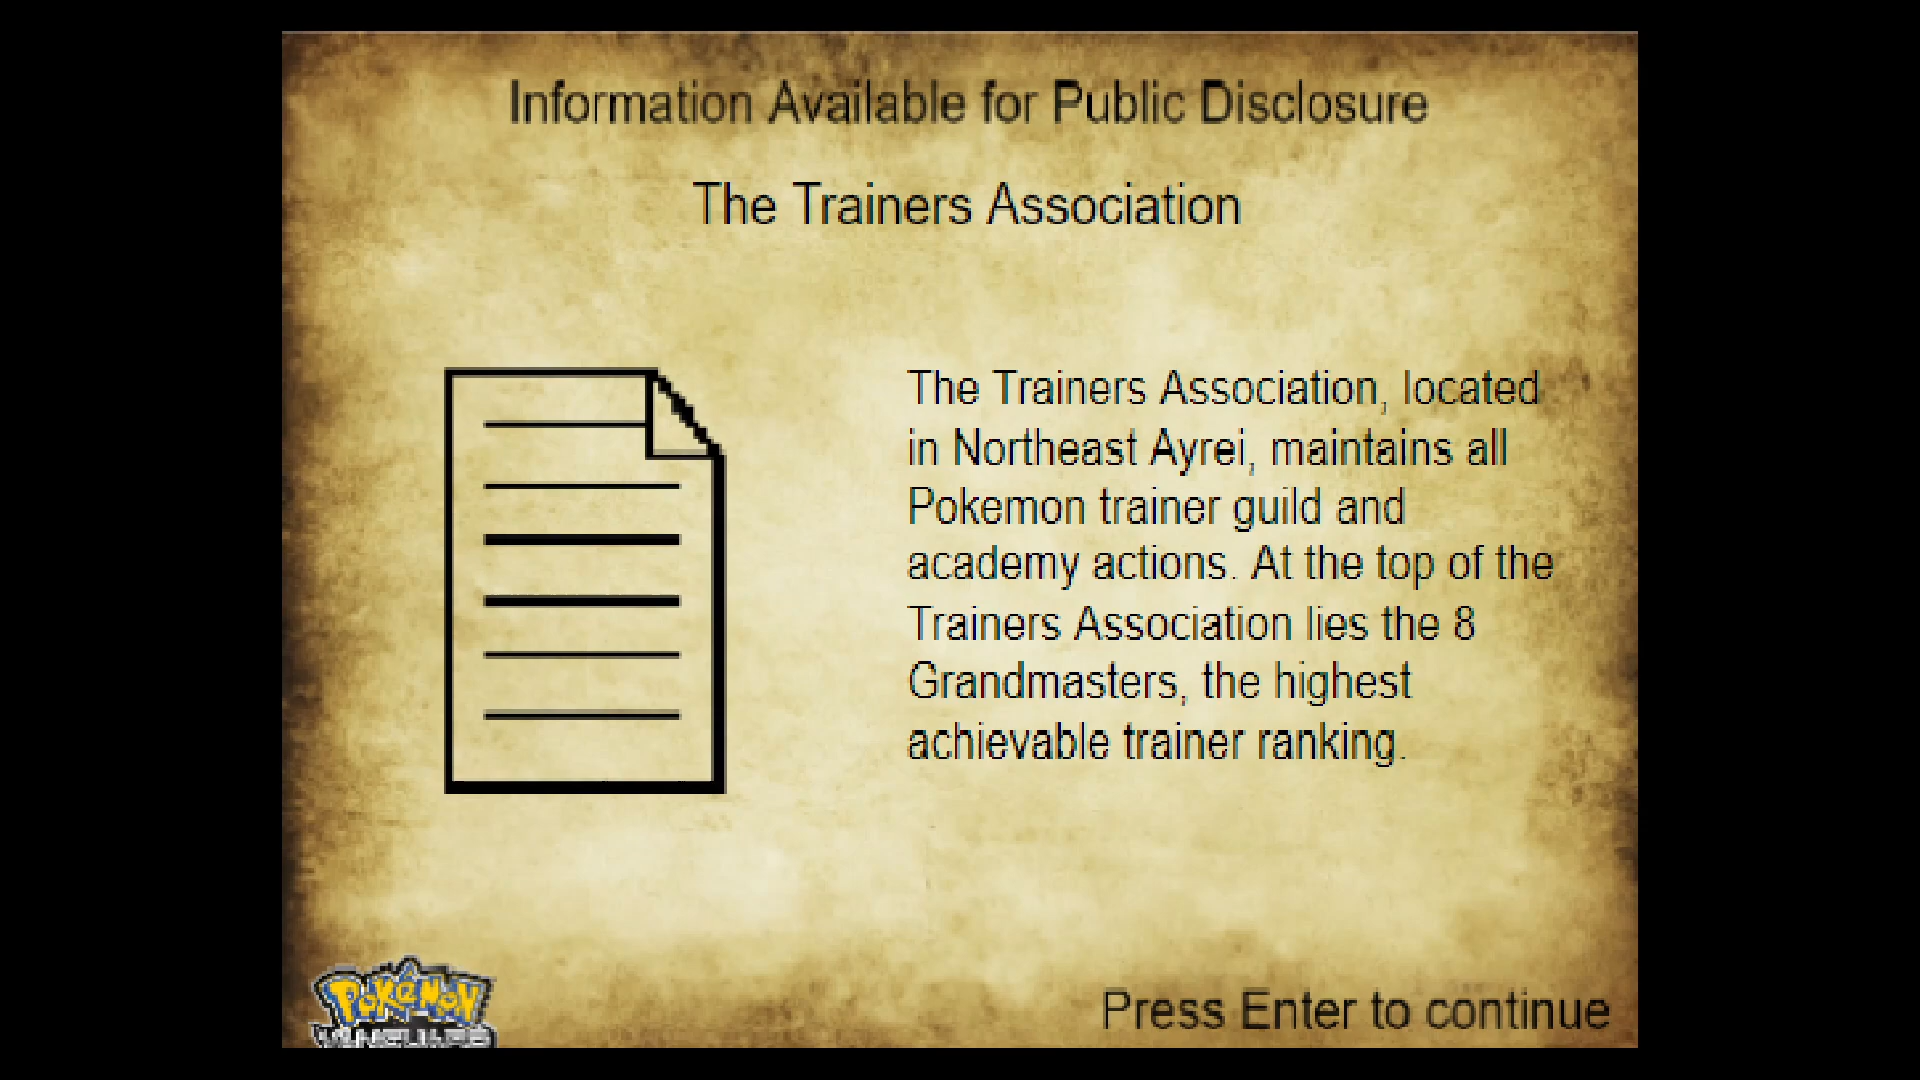 Information Available for Public Disclosure
The Trainers Association
The Trainers Association, located
in Northeast Ayrei, maintains all
Pokemon trainer guild and
academy actions. At the top of the
Trainers Association lies the 8
Grandmasters, the highest
achievable trainer ranking.
POKéMON
Press Enter to continue